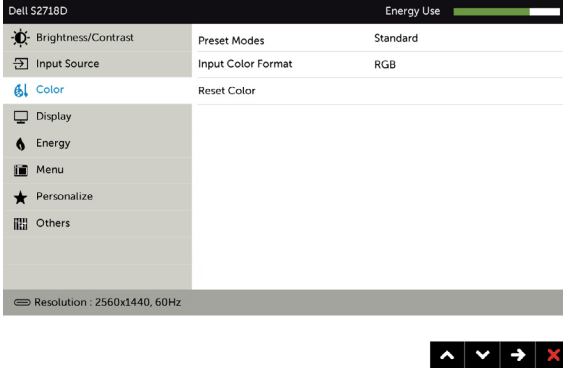 Dell S2718D Energy Use
Brightness/Contrast
Input Source
Color
Display
Energy
Menu
Personalize
Others
Preset Modes Standard
Input Color Format RGB
Reset Color
Resolution : 2560x1440, 60Hz